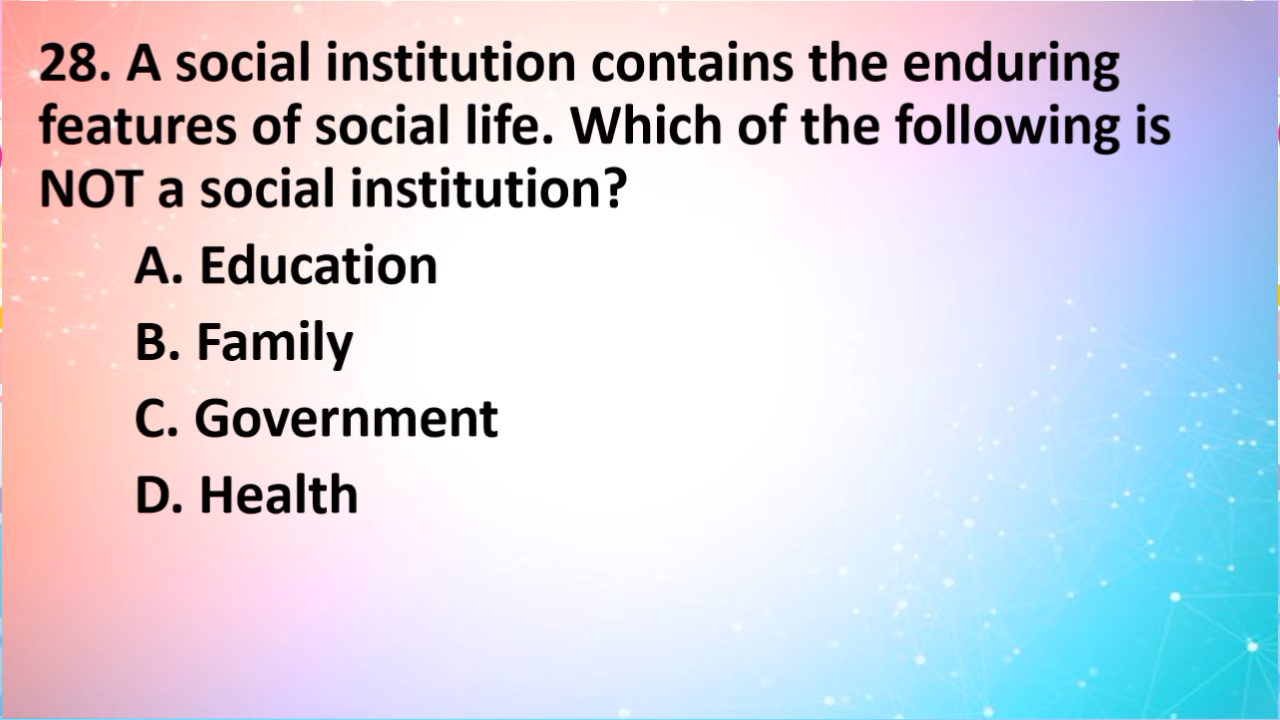 28. A social institution contains the enduring
features of social life. Which of the following is
NOT a social institution?
A. Education
B. Family
C. Government
D. Health